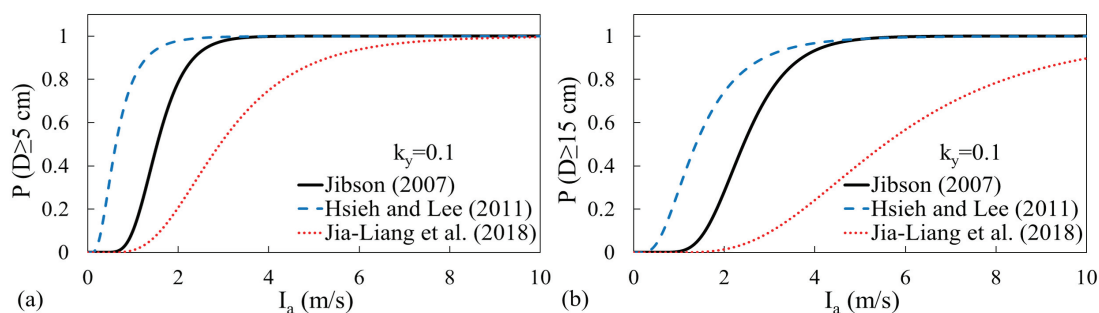 P (D≥5 cm)
1
0.8
0.6
0.4
0.2
0
k_y=0.1
Jibson (2007)
Hsieh and Lee (2011)
Jia-Liang et al. (2018)
0 2 4 6 8 10
(a) I_a (m/s)
P (D≥15 cm)
1
0.8
0.6
0.4
0.2
0
k_y=0.1
Jibson (2007)
Hsieh and Lee (2011)
Jia-Liang et al. (2018)
0 2 4 6 8 10
(b) I_a (m/s)